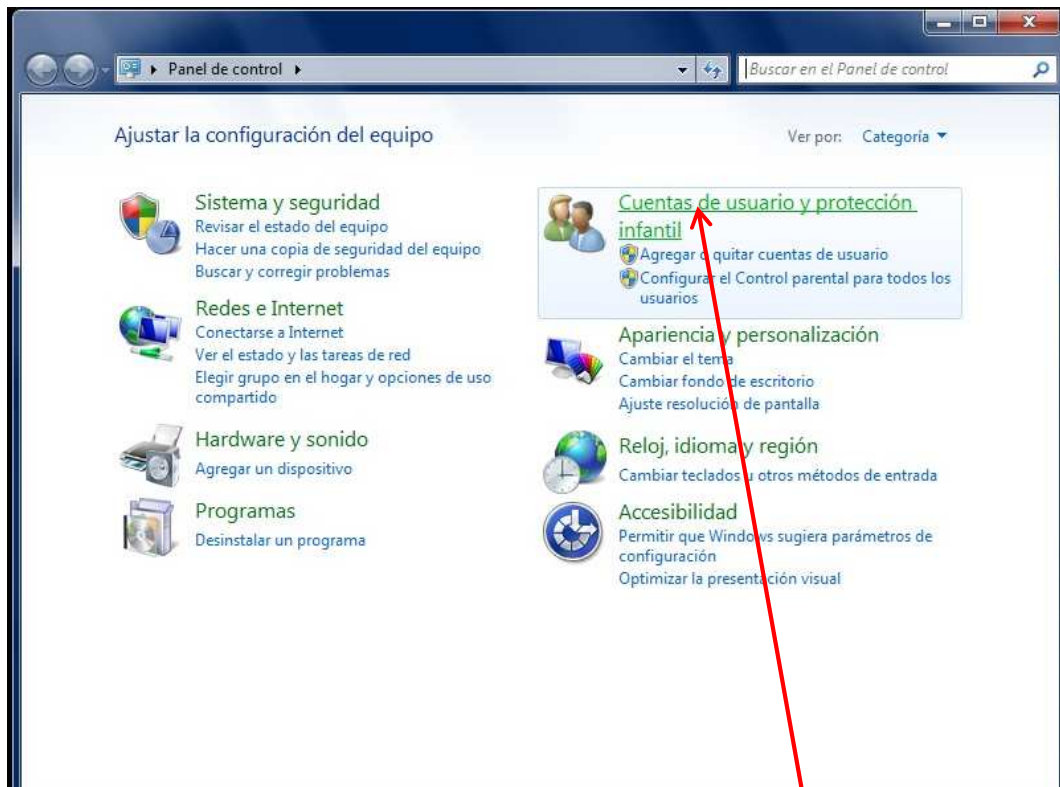 Panel de control
Buscar en el Panel de control
Ajustar la configuración del equipo
Ver por: Categoría
Sistema y seguridad
Revisar el estado del equipo
Hacer una copia de seguridad del equipo
Buscar y corregir problemas
Redes e Internet
Conectarse a Internet
Ver el estado y las tareas de red
Elegir grupo en el hogar y opciones de uso
compartido
Hardware y sonido
Agregar un dispositivo
Programas
Desinstalar un programa
Cuentas de usuario y protección
infantil
Agregar o quitar cuentas de usuario
Configurar el Control parental para todos los
usuarios
Apariencia y personalización
Cambiar el tema
Cambiar fondo de escritorio
Ajuste resolución de pantalla
Reloj, idioma y región
Cambiar teclados u otros métodos de entrada
Accesibilidad
Permitir que Windows sugiera parámetros de
configuración
Optimizar la presentación visual